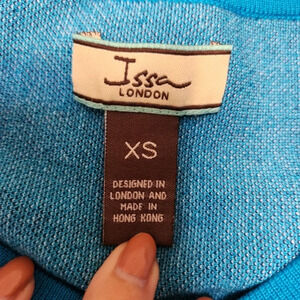 Issa
LONDON
XS
DESIGNED IN
LONDON AND
MADE IN
HONG KONG